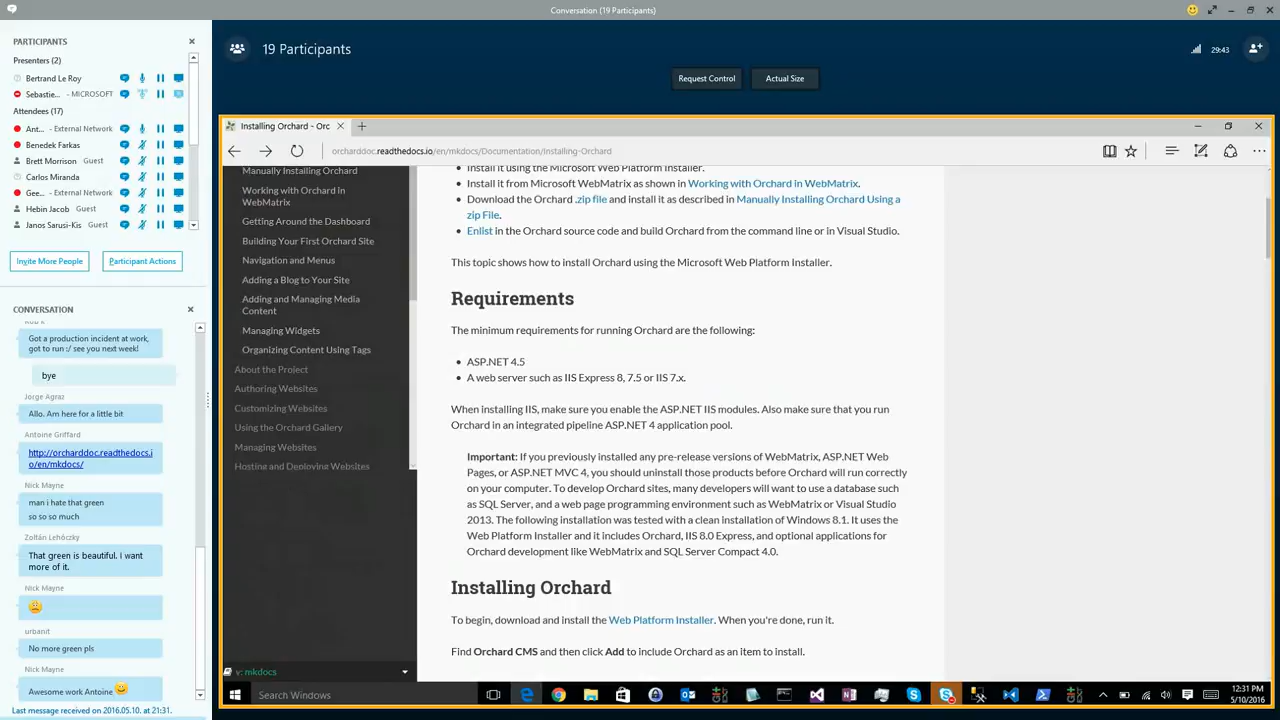 Conversation (19 Participants)
PARTICIPANTS
Presenters (2)
Bertrand Le Roy
Sebastie... - MICROSOFT
Attendees (17)
Ant... - External Network
Benedek Farkas
Brett Morrison Guest
Carlos Miranda
Gee... - External Network
Hebin Jacob Guest
Janos Sarusi-Kis Guest
Invite More People
Participant Actions
CONVERSATION
Got a production incident at work,
got to run :/ see you next week!
bye
Jorge Agraz
Allo. Am here for a little bit
Antoine Griffard
http://orcharddoc.readthedocs.i
o/en/mkdocs/
Nick Mayne
man i hate that green
so so so much
Zoltán Lehóczky
That green is beautiful. I want
more of it.
Nick Mayne
urbanit
No more green pls
Nick Mayne
Awesome work Antoine
Last message received on 2016.05.10. at 21:31.
19 Participants
29:43
Request Control
Actual Size
Installing Orchard - Orc
orcharddoc.readthedocs.io/en/mkdocs/Documentation/Installing-Orchard
Manually Installing Orchard
Working with Orchard in
WebMatrix
Getting Around the Dashboard
Building Your First Orchard Site
Navigation and Menus
Adding a Blog to Your Site
Adding and Managing Media
Content
Managing Widgets
Organizing Content Using Tags
About the Project
Authoring Websites
Customizing Websites
Using the Orchard Gallery
Managing Websites
Hosting and Deploying Websites
v: mkdocs
Install it using the Microsoft Web Platform Installer.
Install it from Microsoft WebMatrix as shown in Working with Orchard in WebMatrix.
Download the Orchard .zip file and install it as described in Manually Installing Orchard Using a
zip File.
Enlist in the Orchard source code and build Orchard from the command line or in Visual Studio.
This topic shows how to install Orchard using the Microsoft Web Platform Installer.
Requirements
The minimum requirements for running Orchard are the following:
ASP.NET 4.5
A web server such as IIS Express 8, 7.5 or IIS 7.x.
When installing IIS, make sure you enable the ASP.NET IIS modules. Also make sure that you run
Orchard in an integrated pipeline ASP.NET 4 application pool.
Important: If you previously installed any pre-release versions of WebMatrix, ASP.NET Web
Pages, or ASP.NET MVC 4, you should uninstall those products before Orchard will run correctly
on your computer. To develop Orchard sites, many developers will want to use a database such
as SQL Server, and a web page programming environment such as WebMatrix or Visual Studio
2013. The following installation was tested with a clean installation of Windows 8.1. It uses the
Web Platform Installer and it includes Orchard, IIS 8.0 Express, and optional applications for
Orchard development like WebMatrix and SQL Server Compact 4.0.
Installing Orchard
To begin, download and install the Web Platform Installer. When you're done, run it.
Find Orchard CMS and then click Add to include Orchard as an item to install.
Search Windows
12:31 PM
5/10/2016